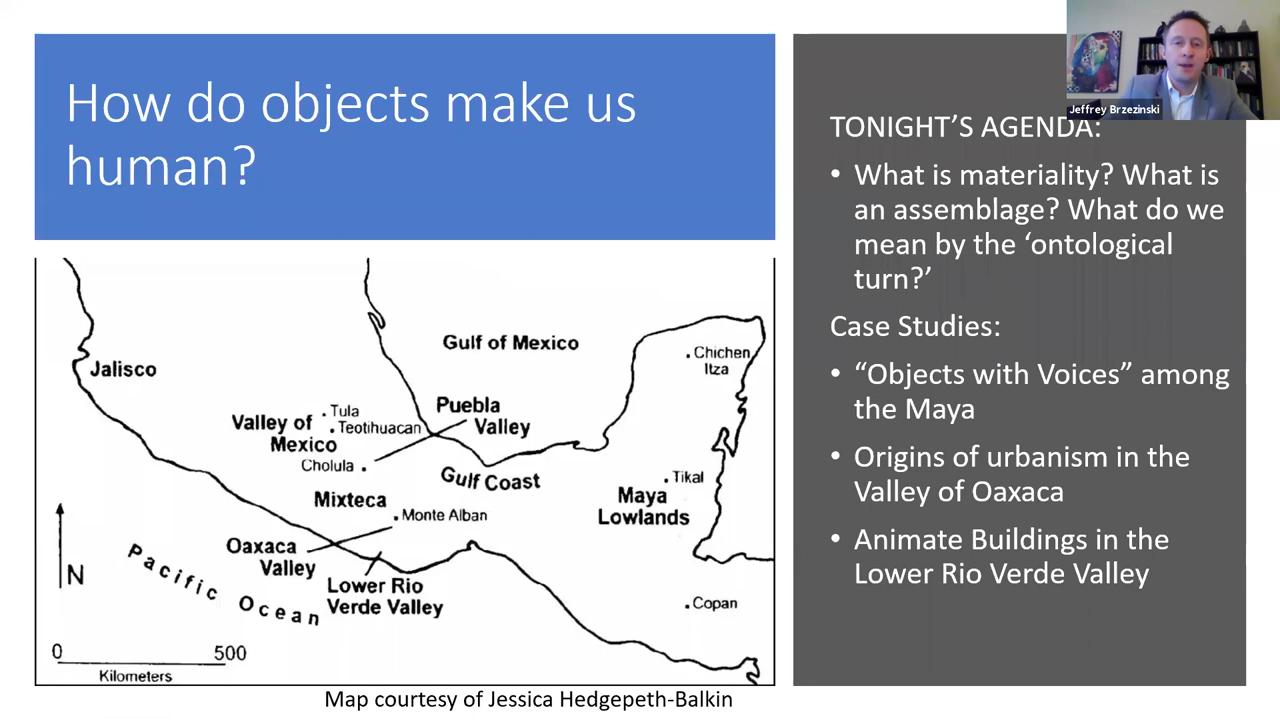 How do objects make us
human?
Jeffrey Brzezinski
TONIGHT’S AGENDA:
• What is materiality? What is
an assemblage? What do we
mean by the ‘ontological
turn?’
Case Studies:
• “Objects with Voices” among
the Maya
• Origins of urbanism in the
Valley of Oaxaca
• Animate Buildings in the
Lower Rio Verde Valley
Gulf of Mexico
Chichen
Itza
Jalisco
Tula
Valley of
Mexico
Teotihuacan
Puebla
Valley
Cholula
Gulf Coast
Tikal
Mixteca
Maya
Lowlands
Monte Alban
Oaxaca
Valley
Lower Rio
Verde Valley
Pacific Ocean
N
Copan
0 500
Kilometers
Map courtesy of Jessica Hedgepeth-Balkin